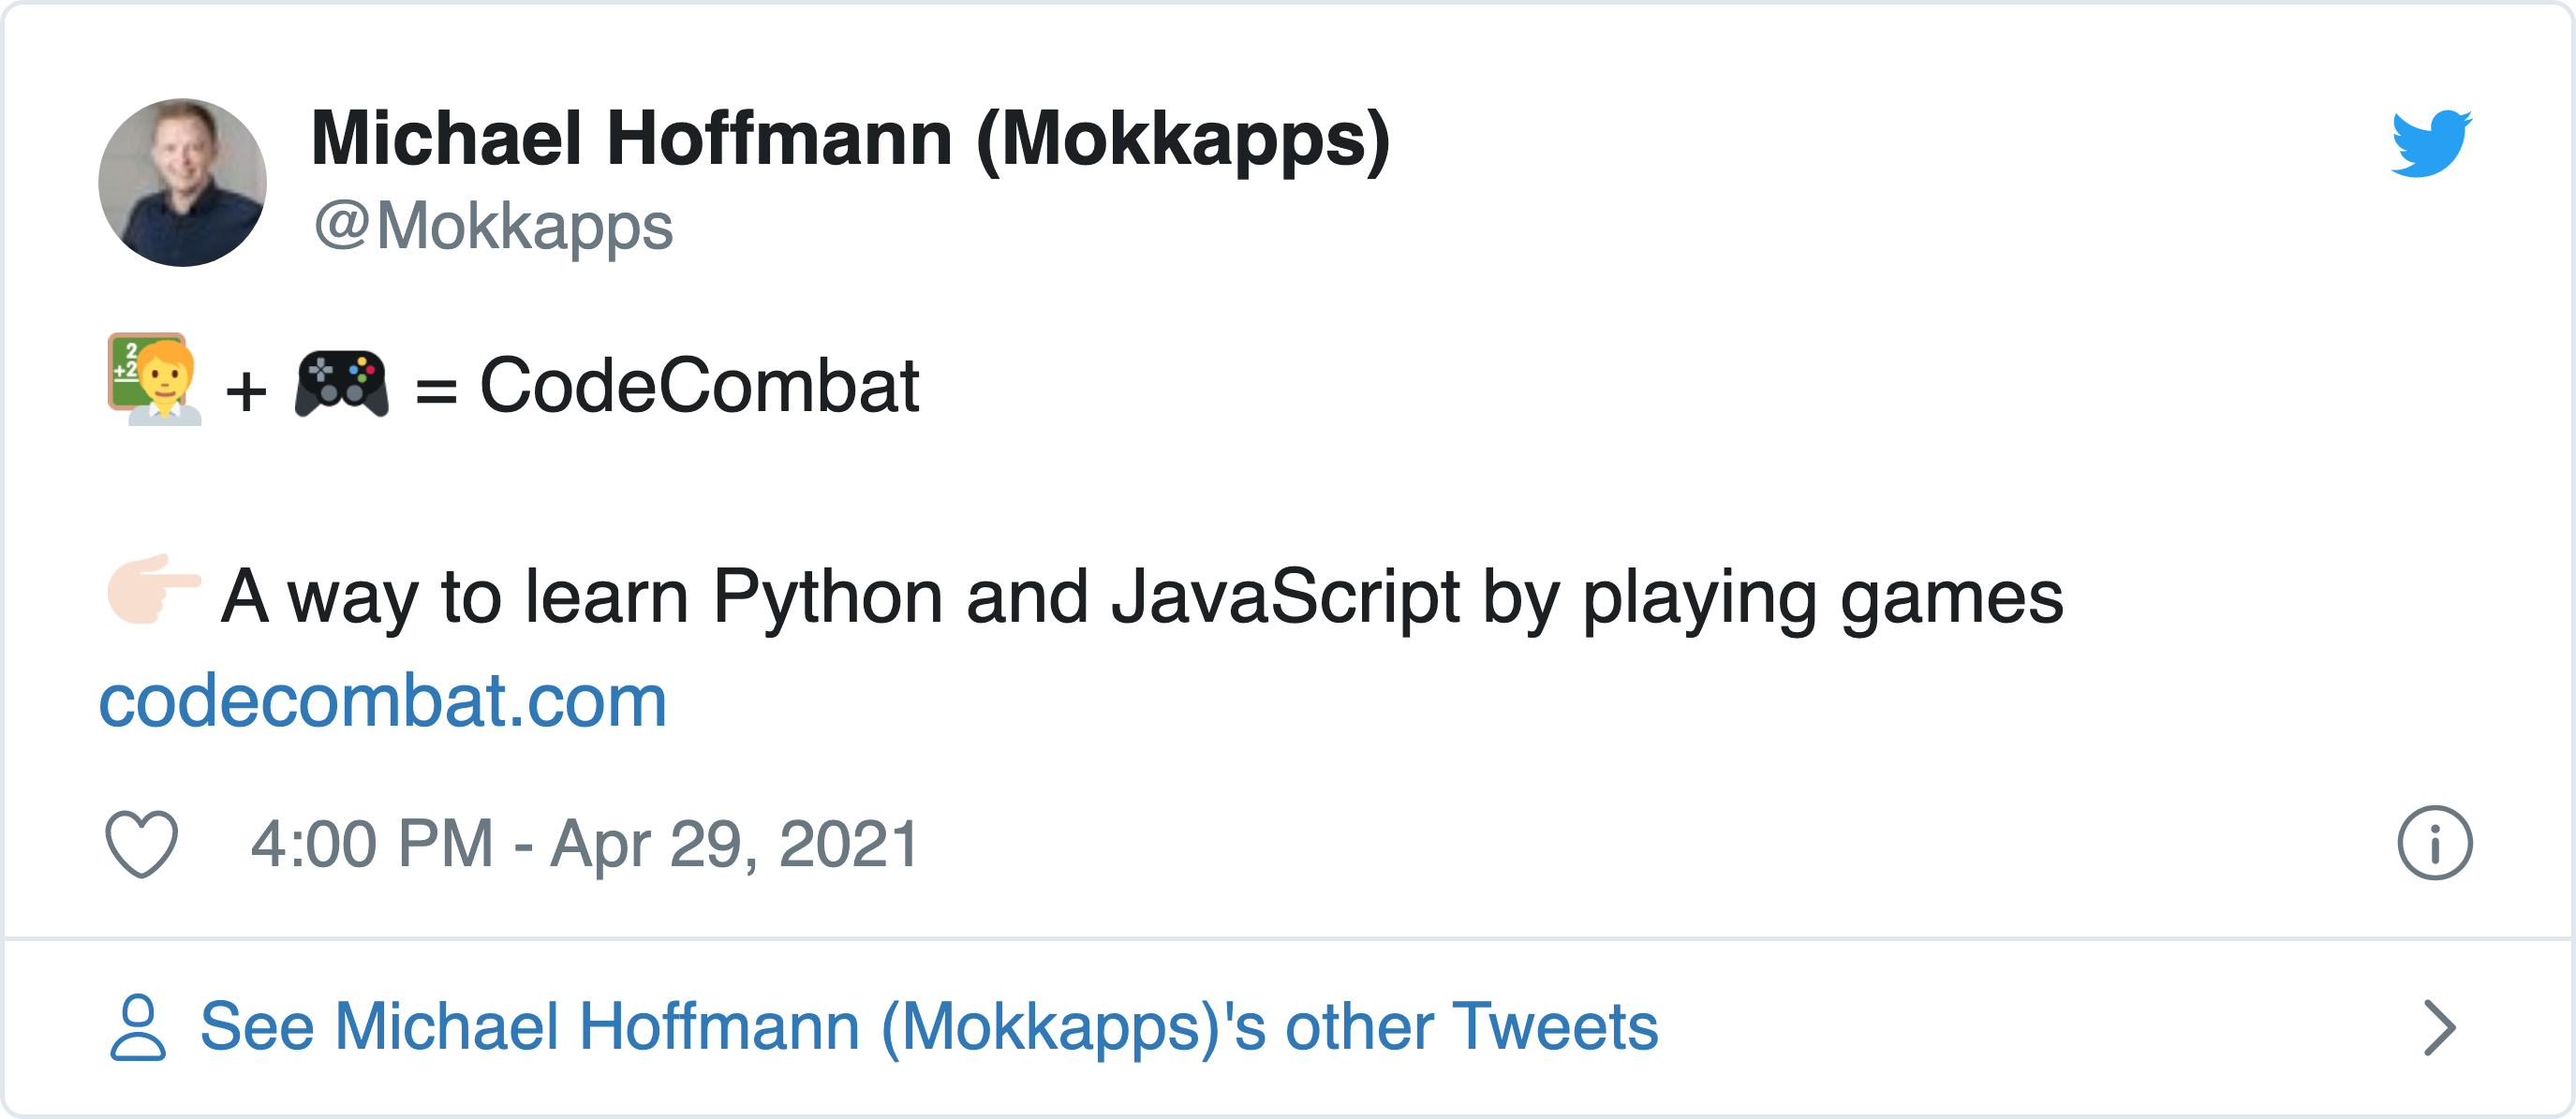 Michael Hoffmann (Mokkapps)
@Mokkapps
🧑‍🏫 + 🎮 = CodeCombat
👉🏻 A way to learn Python and JavaScript by playing games
codecombat.com
4:00 PM - Apr 29, 2021
See Michael Hoffmann (Mokkapps)'s other Tweets